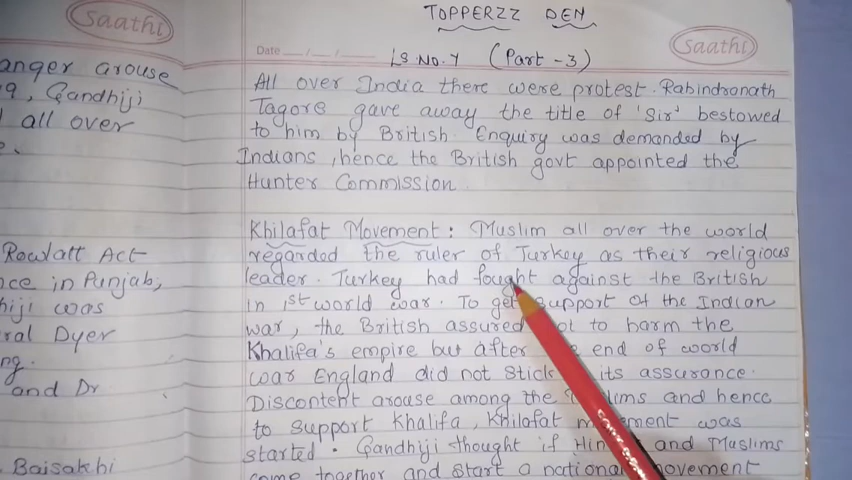 Saathi
TOPPERZZ DEN
Date
LS NO. 7 (Part -3)
Saathi
anger arouse
19, Gandhiji
all over
Rowlatt Act
nce in Punjab,
hiji was
ral Dyer
ng.
and Dr
Baisakhi
All over India there were protest. Rabindranath
Tagore gave away the title of 'Sir' bestowed
to him by British. Enquiry was demanded by
Indians, hence the British govt appointed the
Hunter Commission.
Khilafat Movement: Muslim all over the world
regarded the ruler of Turkey as their religious
leader. Turkey had fought against the British
in 1st world war. To get support of the Indian
war, the British assured to harm the
Khalifa's empire but after end of world
war England did not stick its assurance.
Discontent arouse among the and hence
to support Khalifa, Khilafat movement was
started. Gandhiji thought if and Muslims
come together and start a national movement